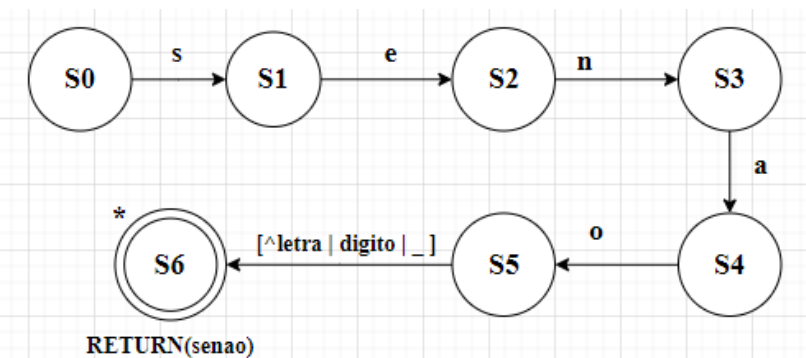 s
e
n
S0
S1
S2
S3
a
*
[^letra | digito | _ ]
o
S6
S5
S4
RETURN(senao)